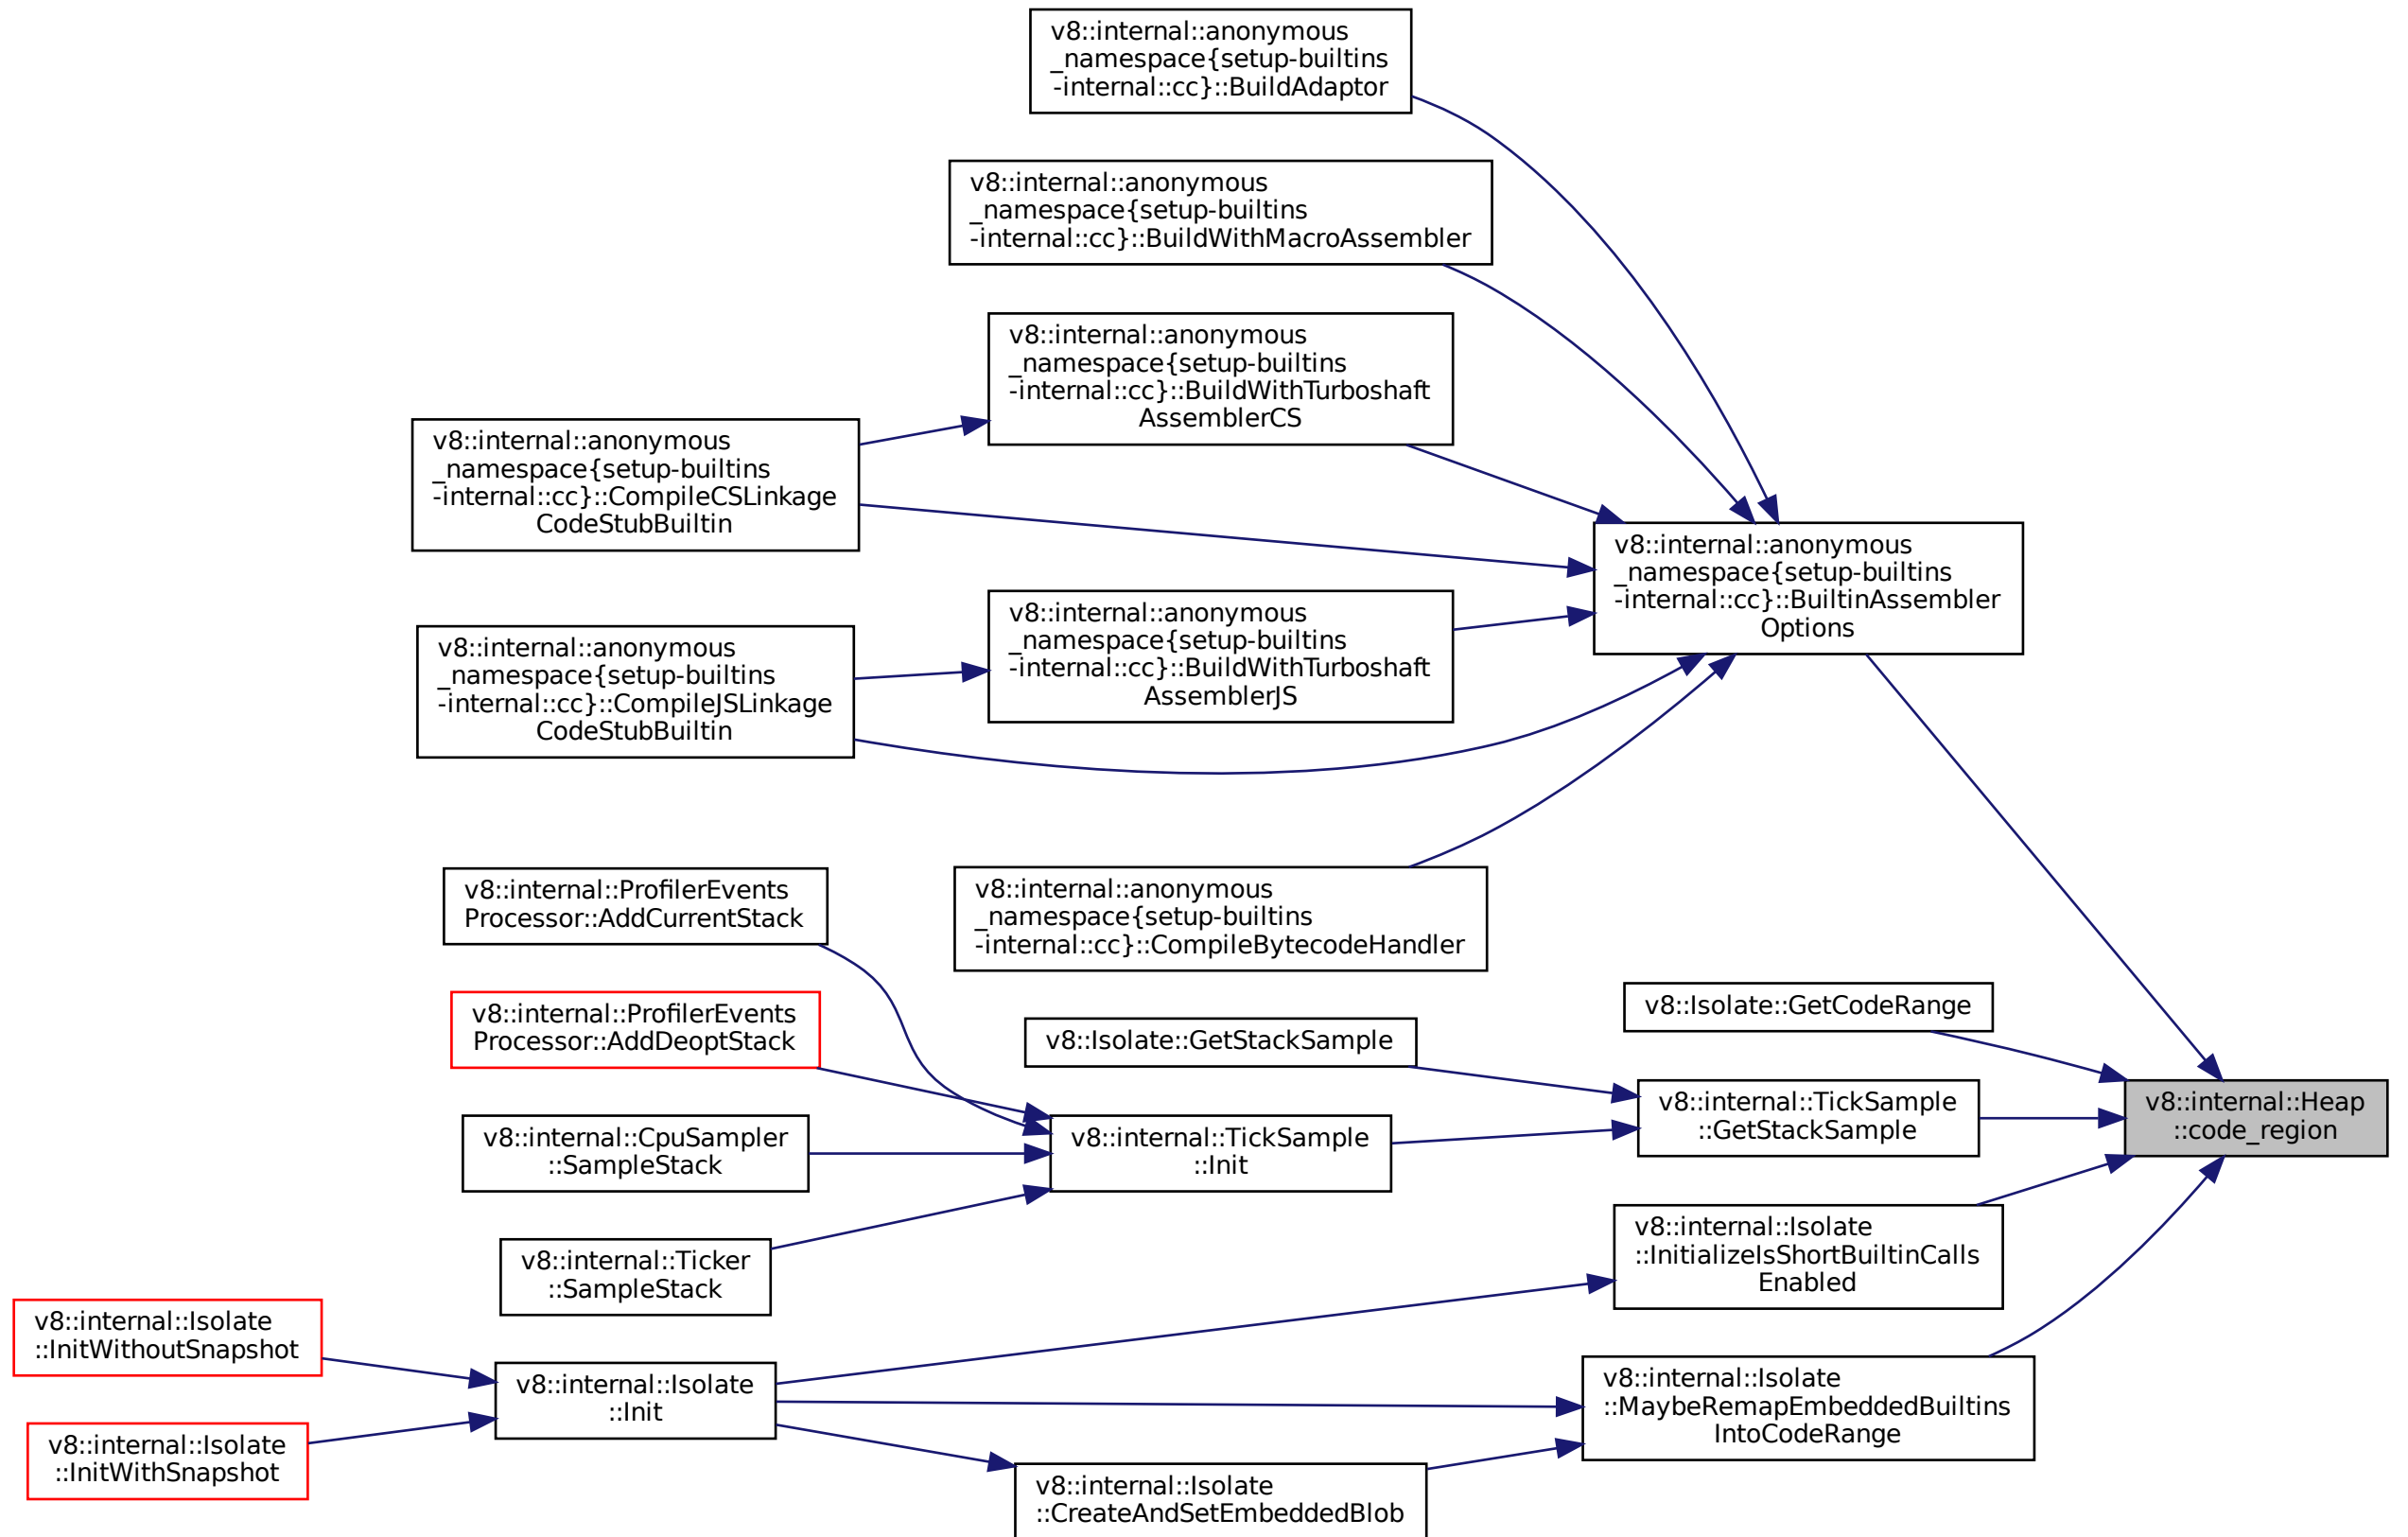 v8::internal::anonymous
_namespace{setup-builtins
-internal::cc}::BuildAdaptor
v8::internal::anonymous
_namespace{setup-builtins
-internal::cc}::BuildWithMacroAssembler
v8::internal::anonymous
_namespace{setup-builtins
-internal::cc}::BuildWithTurboshaft
AssemblerCS
v8::internal::anonymous
_namespace{setup-builtins
-internal::cc}::CompileCSLinkage
CodeStubBuiltin
v8::internal::anonymous
_namespace{setup-builtins
-internal::cc}::BuiltinAssembler
Options
v8::internal::anonymous
_namespace{setup-builtins
-internal::cc}::BuildWithTurboshaft
AssemblerJS
v8::internal::anonymous
_namespace{setup-builtins
-internal::cc}::CompileJSLinkage
CodeStubBuiltin
v8::internal::anonymous
_namespace{setup-builtins
-internal::cc}::CompileBytecodeHandler
v8::internal::ProfilerEvents
Processor::AddCurrentStack
v8::internal::ProfilerEvents
Processor::AddDeoptStack
v8::Isolate::GetCodeRange
v8::Isolate::GetStackSample
v8::internal::TickSample
::GetStackSample
v8::internal::Heap
::code_region
v8::internal::CpuSampler
::SampleStack
v8::internal::TickSample
::Init
v8::internal::Ticker
::SampleStack
v8::internal::Isolate
::InitializeIsShortBuiltinCalls
Enabled
v8::internal::Isolate
::InitWithoutSnapshot
v8::internal::Isolate
::Init
v8::internal::Isolate
::MaybeRemapEmbeddedBuiltins
IntoCodeRange
v8::internal::Isolate
::InitWithSnapshot
v8::internal::Isolate
::CreateAndSetEmbeddedBlob